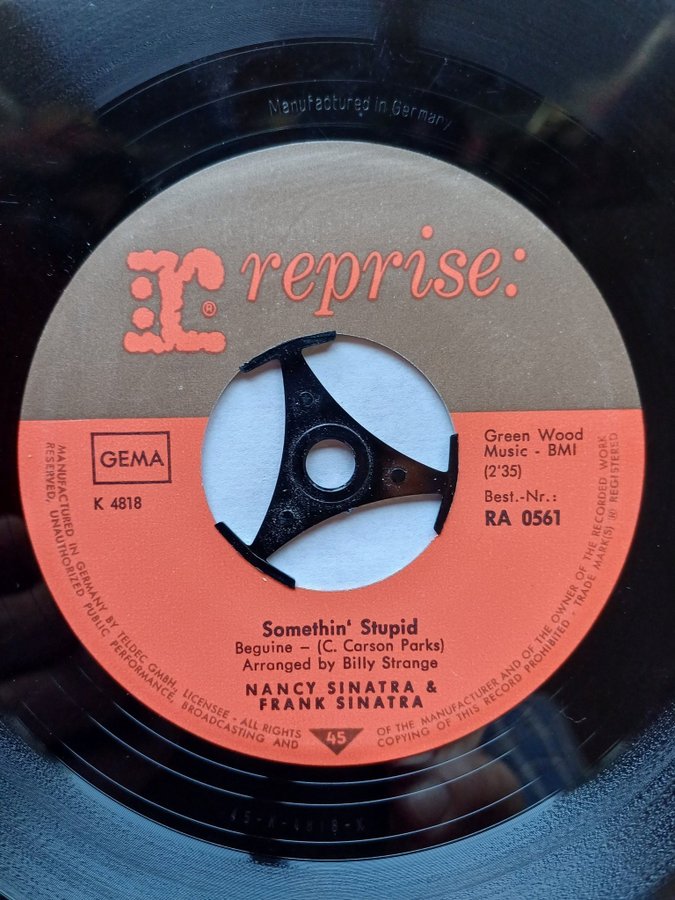 Manufactured in Germany
r® reprise:
GEMA
K 4818
Green Wood
Music - BMI
(2'35)
Best.-Nr.:
RA 0561
Somethin' Stupid
Beguine – (C. Carson Parks)
Arranged by Billy Strange
NANCY SINATRA &
FRANK SINATRA
45
MANUFACTURED IN GERMANY BY TELDEC GMBH., LICENSEE - ALL RIGHTS OF THE MANUFACTURER AND OF THE OWNER OF THE RECORDED WORK
RESERVED, UNAUTHORIZED PUBLIC PERFORMANCE, BROADCASTING AND COPYING OF THIS RECORD PROHIBITED - TRADE MARK(S) ® REGISTERED
45-K-4818-X